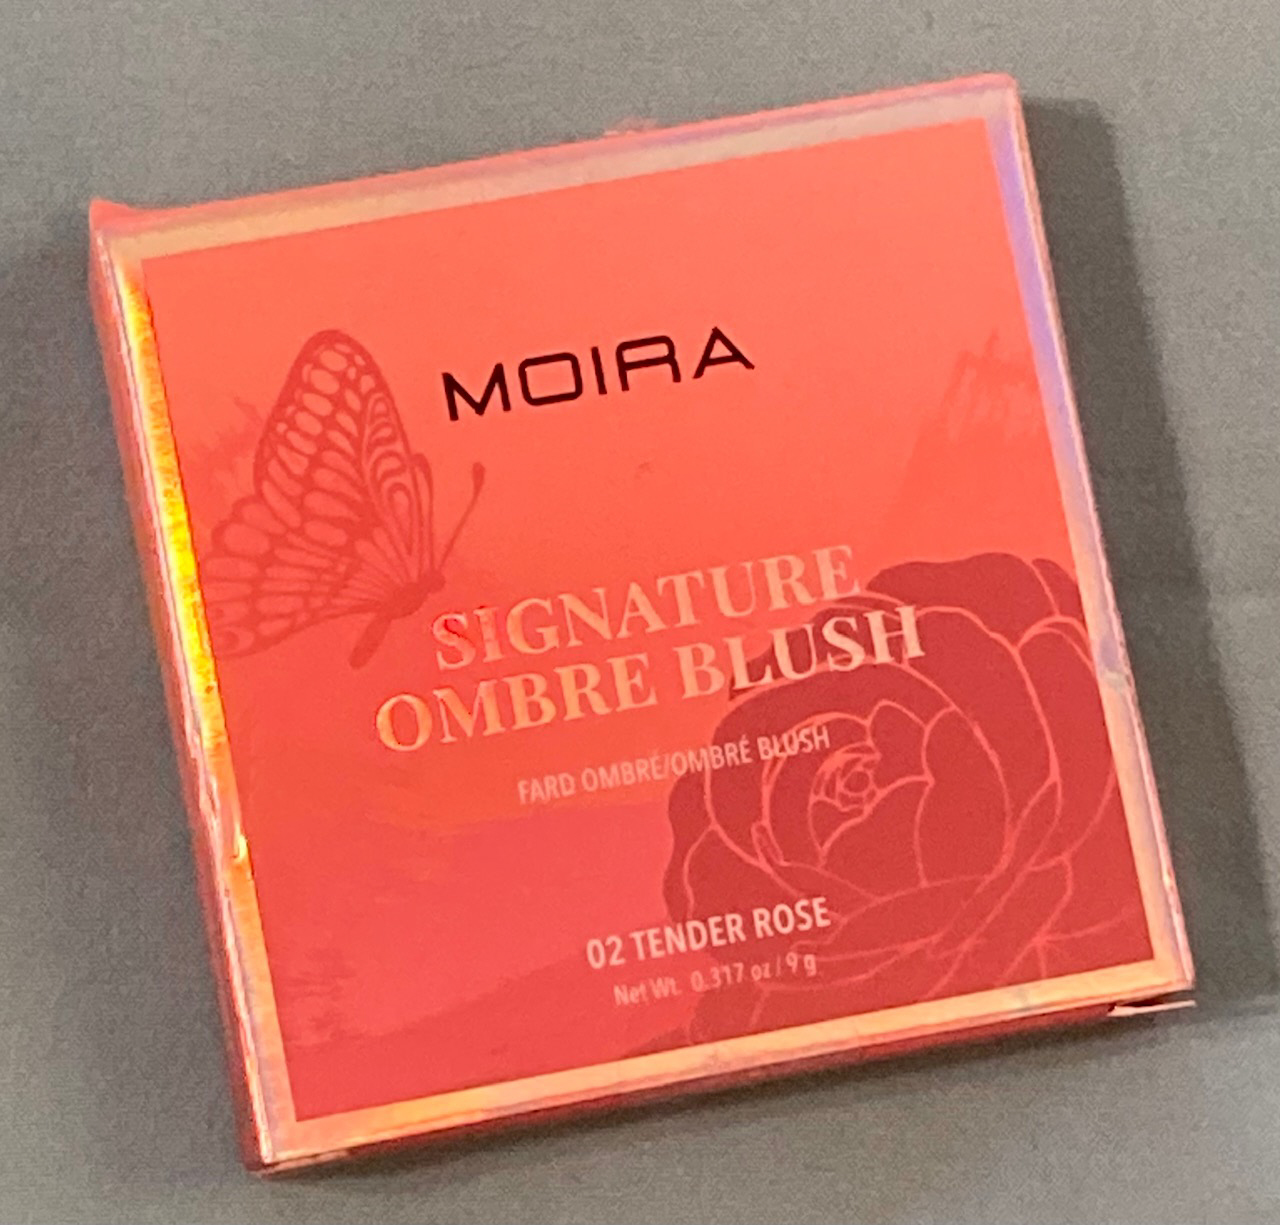 MOIRA
SIGNATURE
OMBRE BLUSH
FARD OMBRÉ/OMBRÉ BLUSH
02 TENDER ROSE
Net Wt. 0.317 oz / 9 g